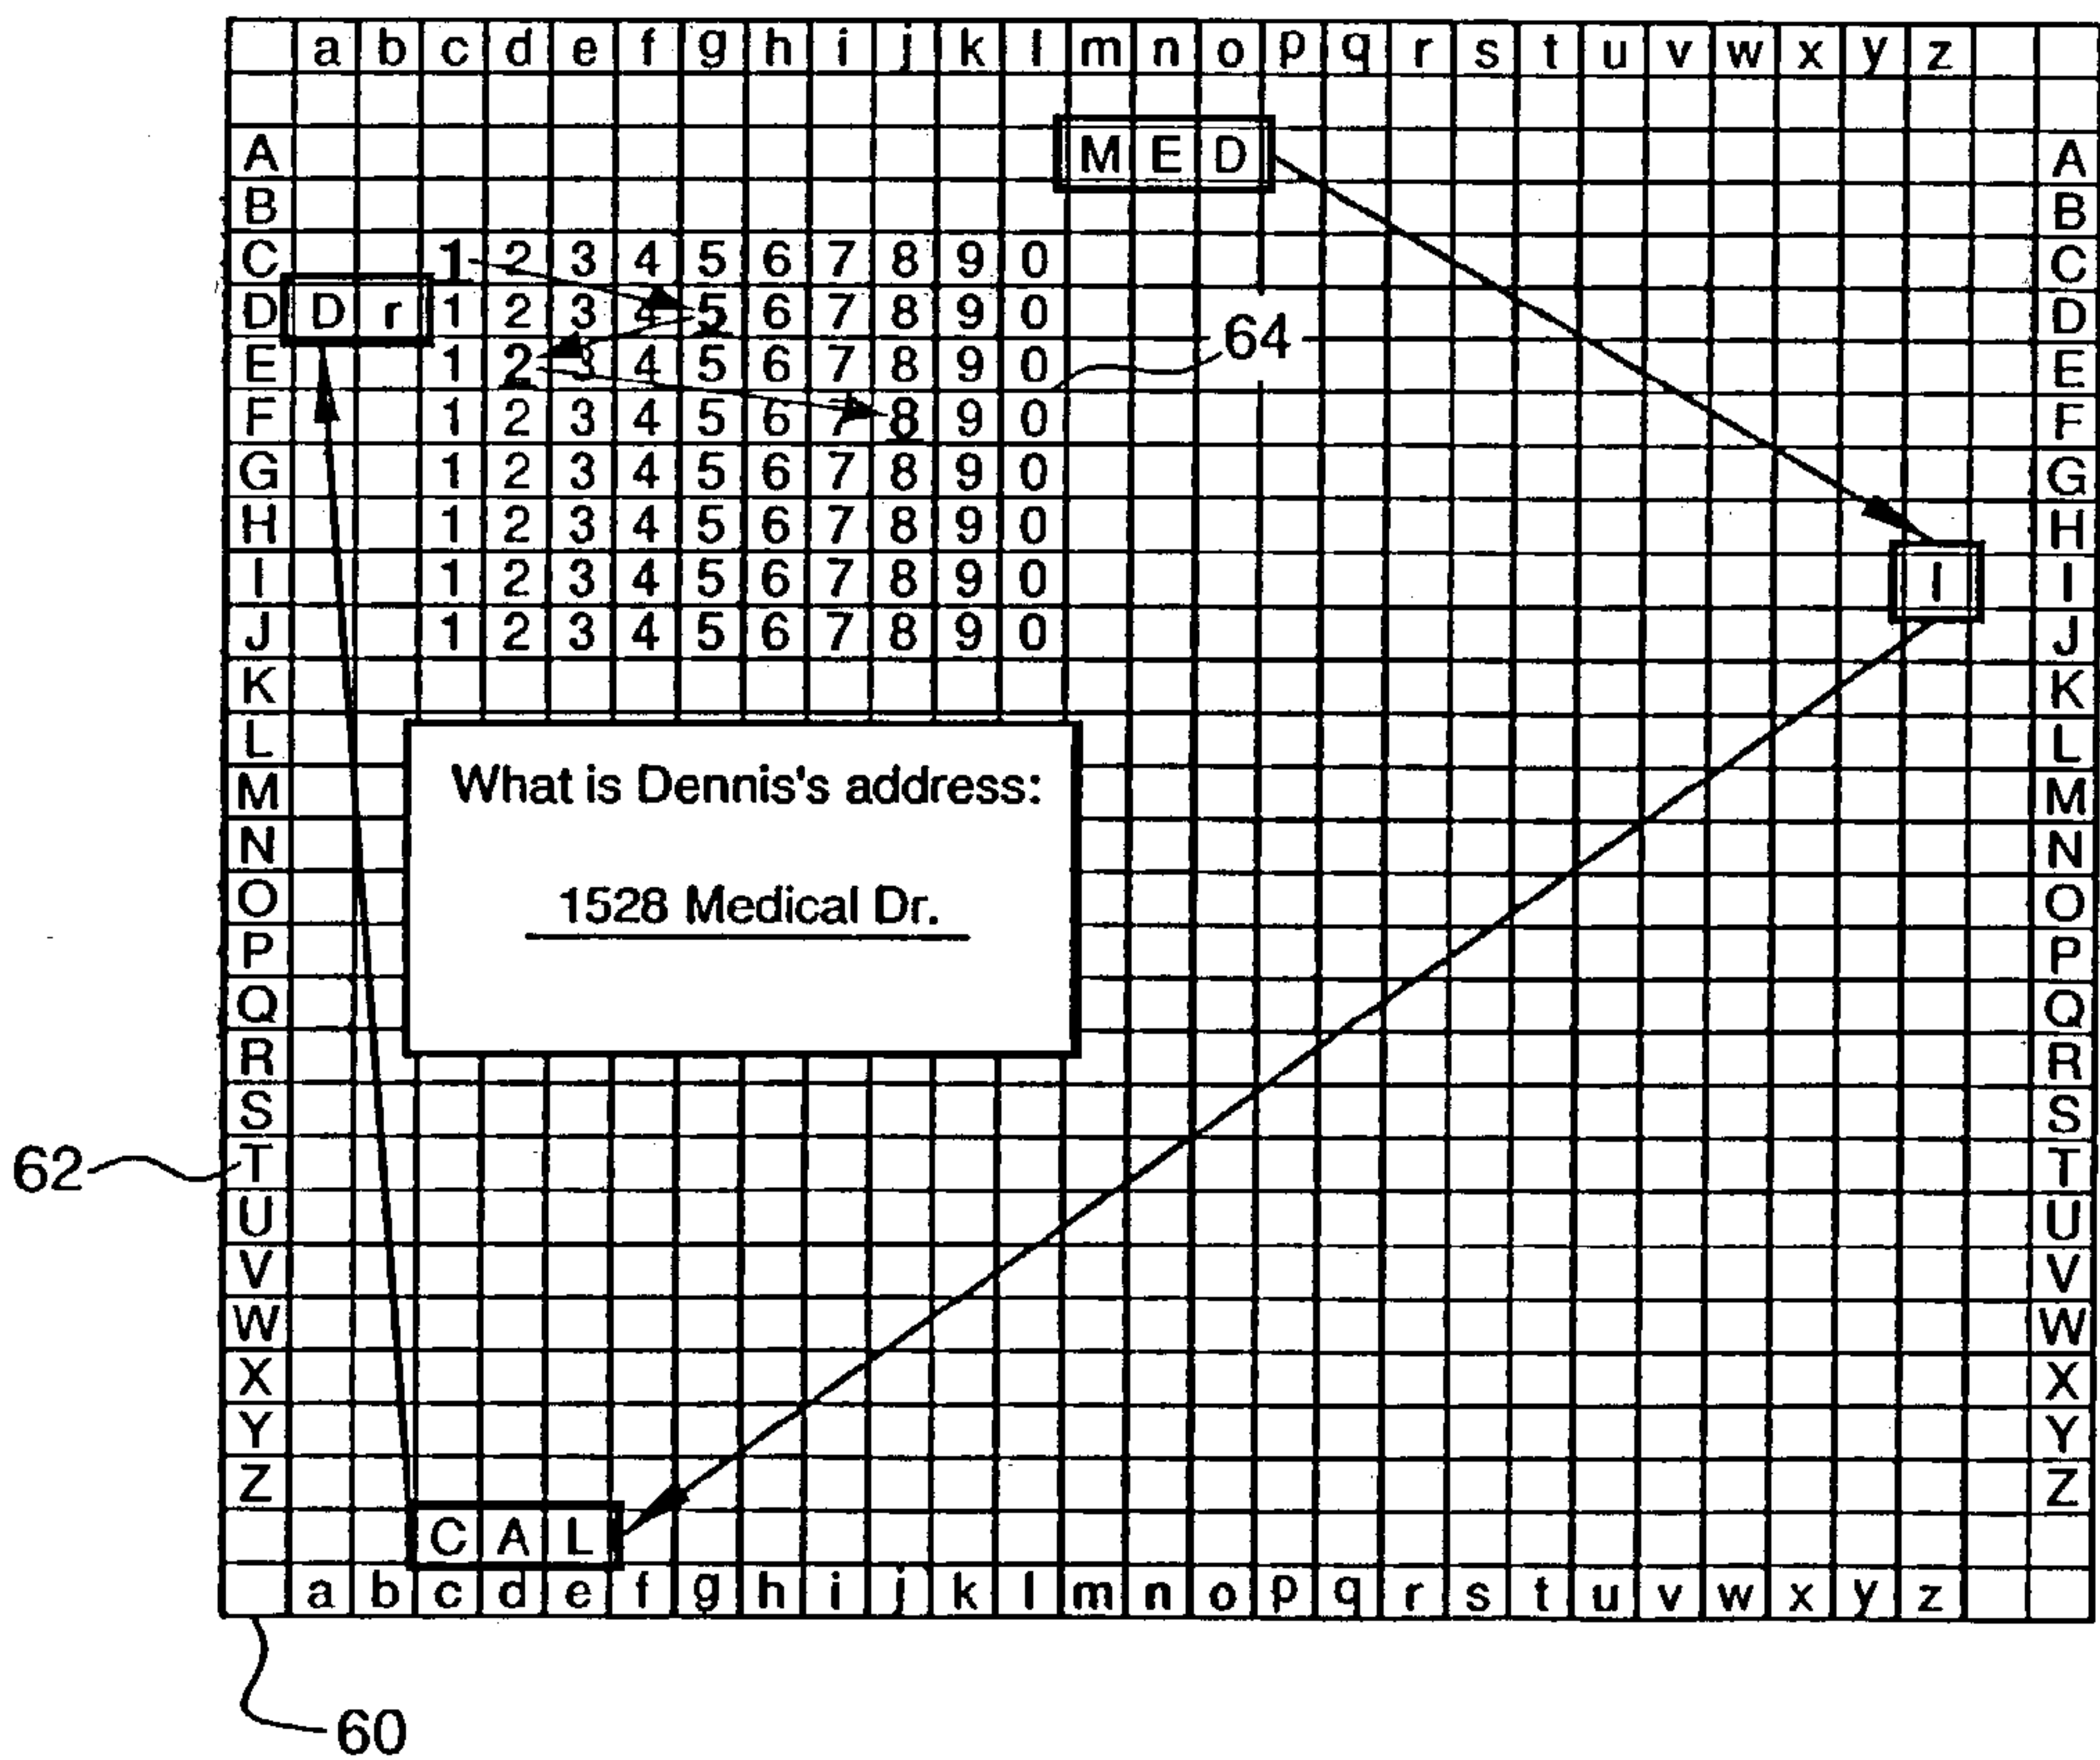 a b c d e f g h i j k l m n o p q r s t u v w x y z
A M E D A
B B
C 1 2 3 4 5 6 7 8 9 0 C
D D r 1 2 3 4 5 6 7 8 9 0 D
64
E 1 2 3 4 5 6 7 8 9 0 E
F 1 2 3 4 5 6 7 8 9 0 F
G 1 2 3 4 5 6 7 8 9 0 G
H 1 2 3 4 5 6 7 8 9 0 H
I 1 2 3 4 5 6 7 8 9 0 I I
J 1 2 3 4 5 6 7 8 9 0 J
K K
L L
M What is Dennis's address: M
N N
O 1528 Medical Dr. O
P P
Q Q
R R
S S
62 T T
U U
V V
W W
X X
Y Y
Z Z
C A L
a b c d e f g h i j k l m n o p q r s t u v w x y z
60